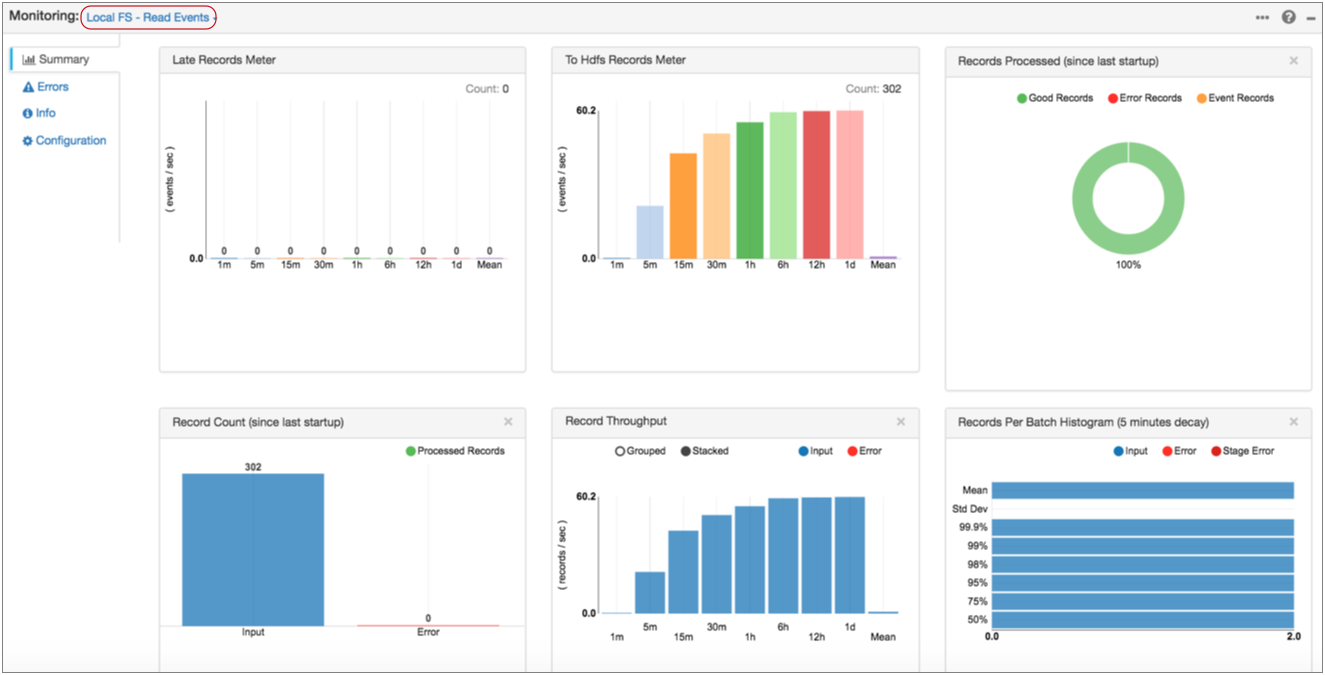 Monitoring: Local FS - Read Events
Summary
Errors
Info
Configuration
Late Records Meter
Count: 0
( events / sec )
0 0 0 0 0 0 0 0 0
0.0
1m 5m 15m 30m 1h 6h 12h 1d Mean
To Hdfs Records Meter
Count: 302
60.2
( events / sec )
0.0
1m 5m 15m 30m 1h 6h 12h 1d Mean
Records Processed (since last startup)
Good Records Error Records Event Records
100%
Record Count (since last startup)
Processed Records
302
0
Input Error
Record Throughput
Grouped Stacked Input Error
60.2
( records / sec )
0.0
5m 30m 6h 1d
1m 15m 1h 12h Mean
Records Per Batch Histogram (5 minutes decay)
Input Error Stage Error
Mean
Std Dev
99.9%
99%
98%
95%
75%
50%
0.0 2.0